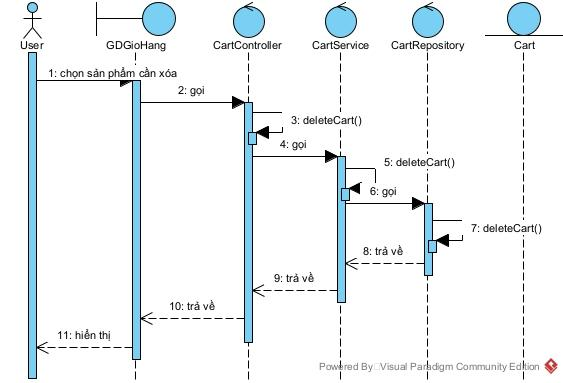 User GDGioHang CartController CartService CartRepository Cart
1: chọn sản phẩm cần xóa
2: gọi
3: deleteCart()
4: gọi
5: deleteCart()
6: gọi
7: deleteCart()
8: trả về
9: trả về
10: trả về
11: hiển thị
Powered By Visual Paradigm Community Edition